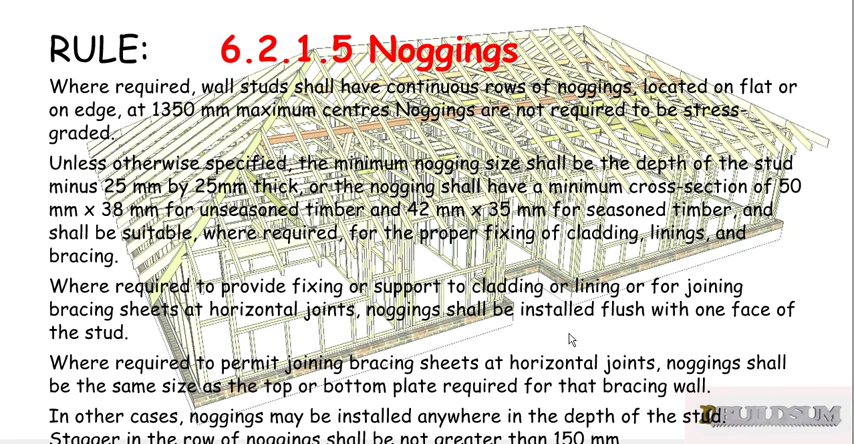 RULE: 6.2.1.5 Noggings
Where required, wall studs shall have continuous rows of noggings, located on flat or
on edge, at 1350 mm maximum centres Noggings are not required to be stress-
graded.
Unless otherwise specified, the minimum nogging size shall be the depth of the stud
minus 25 mm by 25mm thick, or the nogging shall have a minimum cross-section of 50
mm x 38 mm for unseasoned timber and 42 mm x 35 mm for seasoned timber, and
shall be suitable, where required, for the proper fixing of cladding, linings, and
bracing.
Where required to provide fixing or support to cladding or lining or for joining
bracing sheets at horizontal joints, noggings shall be installed flush with one face of
the stud.
Where required to permit joining bracing sheets at horizontal joints, noggings shall
be the same size as the top or bottom plate required for that bracing wall.
In other cases, noggings may be installed anywhere in the depth of the stud.
Stagger in the row of noggings shall be not greater than 150 mm
BUILDSUM